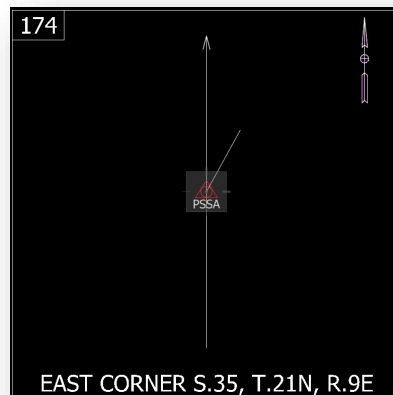 174
PSSA
EAST CORNER S.35, T.21N, R.9E